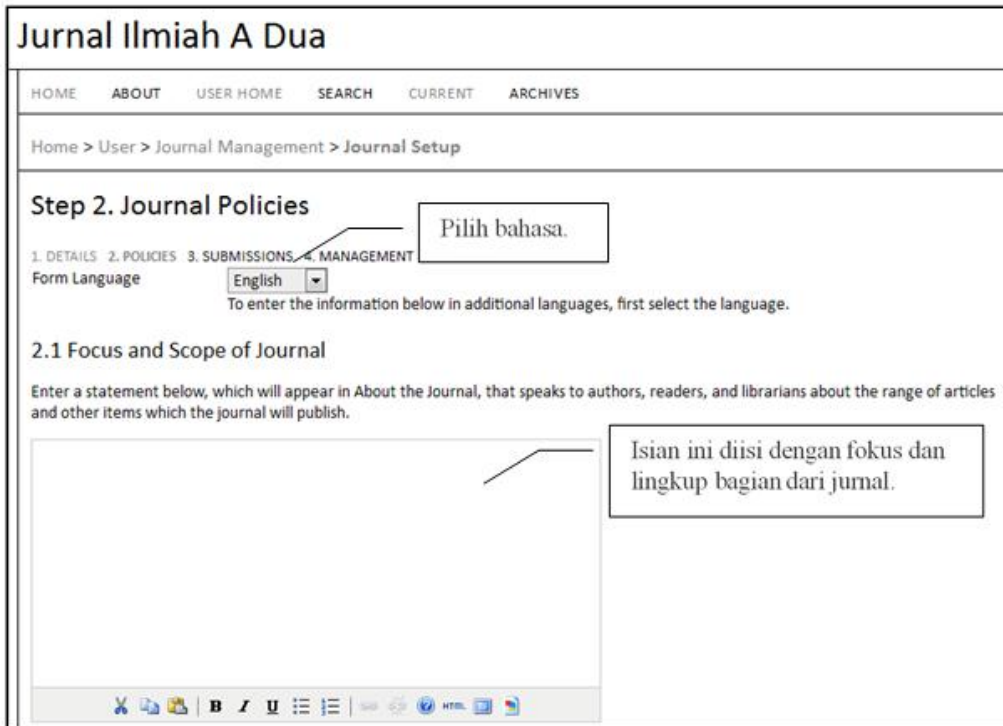 Jurnal Ilmiah A Dua
HOME ABOUT USER HOME SEARCH CURRENT ARCHIVES
Home > User > Journal Management > Journal Setup
Step 2. Journal Policies
Pilih bahasa.
1. DETAILS 2. POLICIES 3. SUBMISSIONS 4. MANAGEMENT
Form Language English
To enter the information below in additional languages, first select the language.
2.1 Focus and Scope of Journal
Enter a statement below, which will appear in About the Journal, that speaks to authors, readers, and librarians about the range of articles
and other items which the journal will publish.
Isian ini diisi dengan fokus dan
lingkup bagian dari jurnal.
B I U HTML